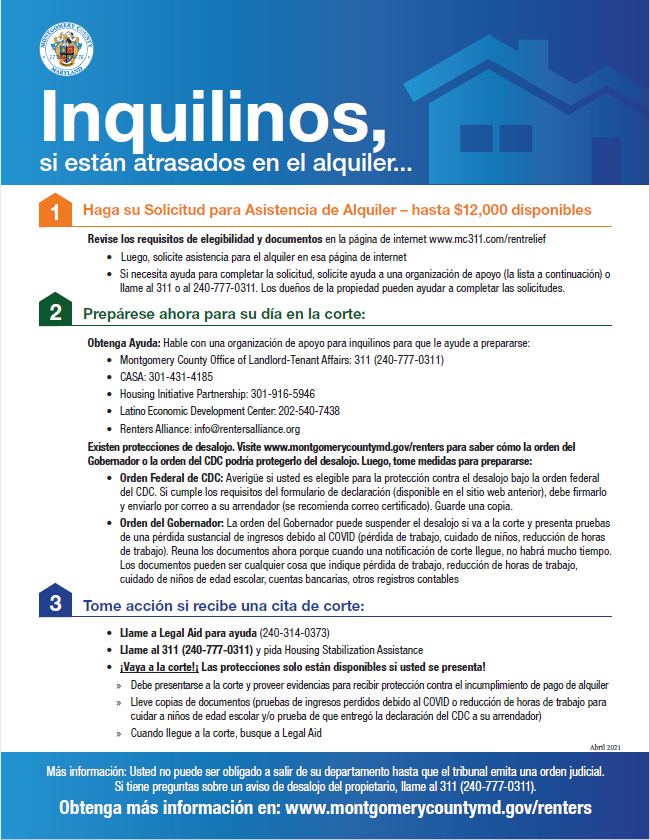 MONTGOMERY COUNTY
17 76
MARYLAND
Inquilinos,
si están atrasados en el alquiler...
1
Haga su Solicitud para Asistencia de Alquiler – hasta $12,000 disponibles
Revise los requisitos de elegibilidad y documentos en la página de internet www.mc311.com/rentrelief
• Luego, solicite asistencia para el alquiler en esa página de internet
• Si necesita ayuda para completar la solicitud, solicite ayuda a una organización de apoyo (la lista a continuación) o
llame al 311 o al 240-777-0311. Los dueños de la propiedad pueden ayudar a completar las solicitudes.
2
Prepárese ahora para su día en la corte:
Obtenga Ayuda: Hable con una organización de apoyo para inquilinos para que le ayude a prepararse:
• Montgomery County Office of Landlord-Tenant Affairs: 311 (240-777-0311)
• CASA: 301-431-4185
• Housing Initiative Partnership: 301-916-5946
• Latino Economic Development Center: 202-540-7438
• Renters Alliance: info@rentersalliance.org
Existen protecciones de desalojo. Visite www.montgomerycountymd.gov/renters para saber cómo la orden del
Gobernador o la orden del CDC podría protegerlo del desalojo. Luego, tome medidas para prepararse:
• Orden Federal de CDC: Averigüe si usted es elegible para la protección contra el desalojo bajo la orden federal
del CDC. Si cumple los requisitos del formulario de declaración (disponible en el sitio web anterior), debe firmarlo
y enviarlo por correo a su arrendador (se recomienda correo certificado). Guarde una copia.
• Orden del Gobernador: La orden del Gobernador puede suspender el desalojo si va a la corte y presenta pruebas
de una pérdida sustancial de ingresos debido al COVID (pérdida de trabajo, cuidado de niños, reducción de horas
de trabajo). Reuna los documentos ahora porque cuando una notificación de corte llegue, no habrá mucho tiempo.
Los documentos pueden ser cualquier cosa que indique pérdida de trabajo, reducción de horas de trabajo,
cuidado de niños de edad escolar, cuentas bancarias, otros registros contables
3
Tome acción si recibe una cita de corte:
• Llame a Legal Aid para ayuda (240-314-0373)
• Llame al 311 (240-777-0311) y pida Housing Stabilization Assistance
• ¡Vaya a la corte!¡ Las protecciones solo están disponibles si usted se presenta!
» Debe presentarse a la corte y proveer evidencias para recibir protección contra el incumplimiento de pago de alquiler
» Lleve copias de documentos (pruebas de ingresos perdidos debido al COVID o reducción de horas de trabajo para
cuidar a niños de edad escolar y/o prueba de que entregó la declaración del CDC a su arrendador)
» Cuando llegue a la corte, busque a Legal Aid
Abril 2021
Más información: Usted no puede ser obligado a salir de su departamento hasta que el tribunal emita una orden judicial.
Si tiene preguntas sobre un aviso de desalojo del propietario, llame al 311 (240-777-0311).
Obtenga más información en: www.montgomerycountymd.gov/renters